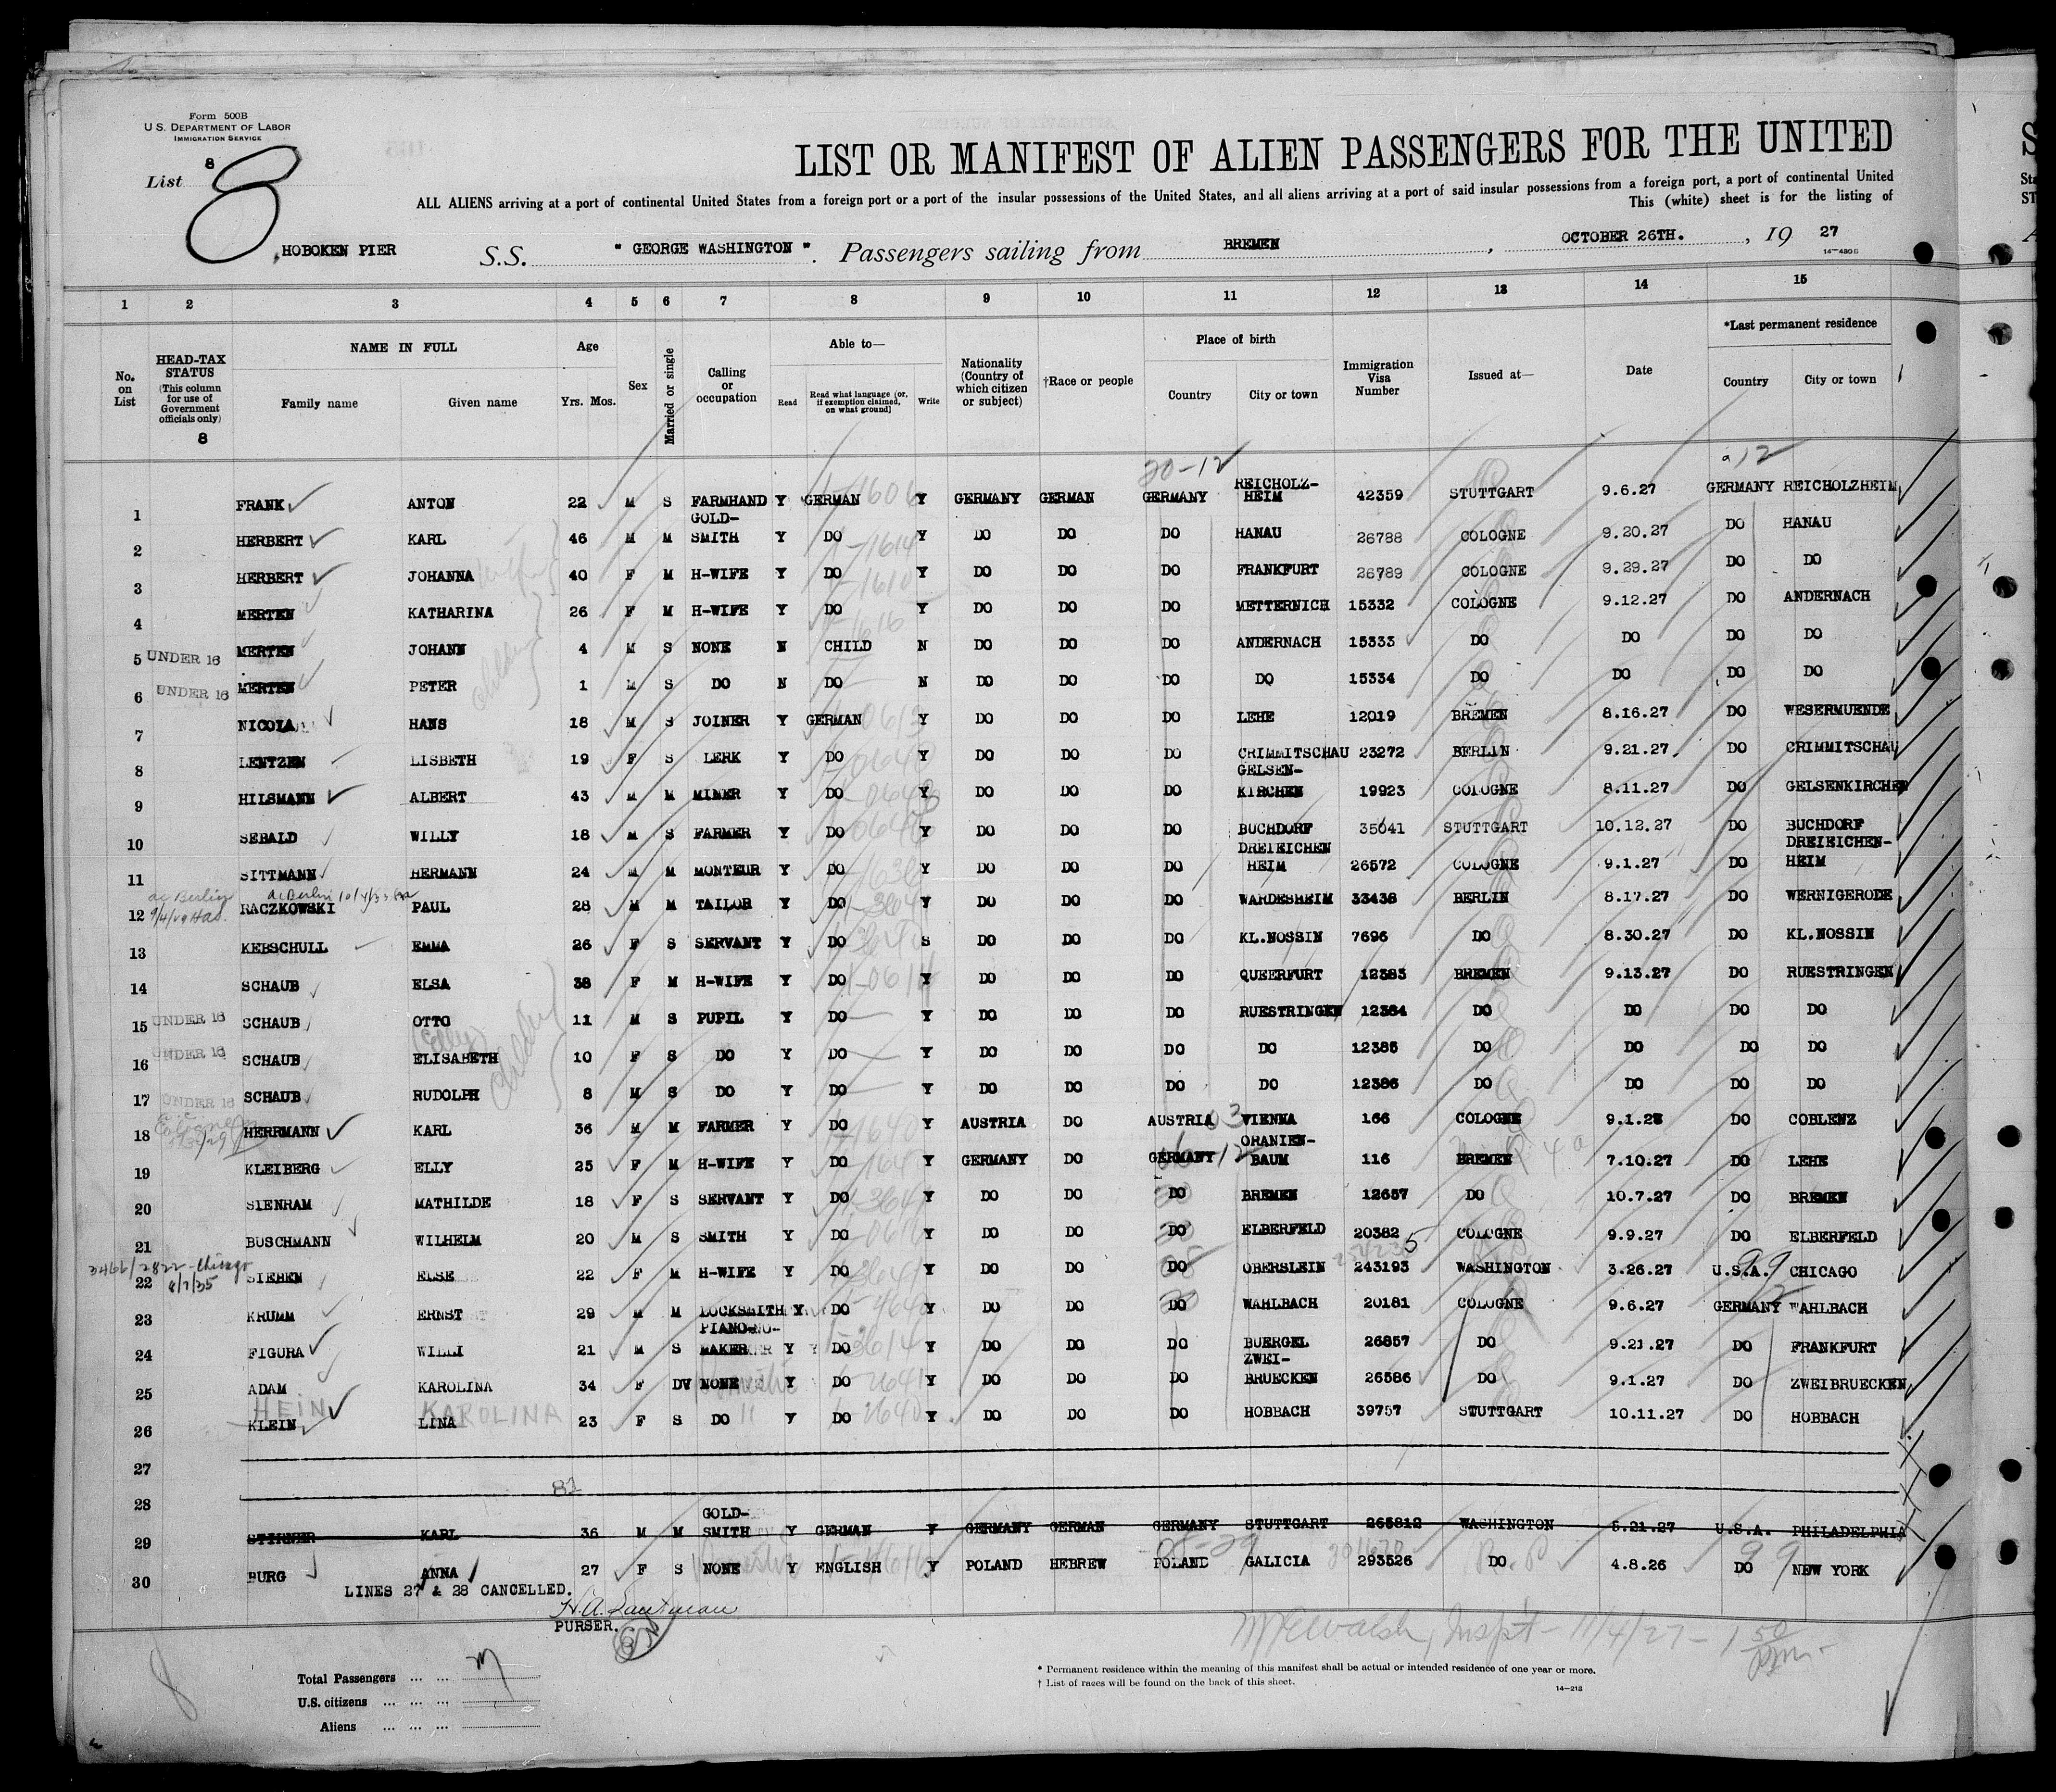 Form 500B
U.S. DEPARTMENT OF LABOR
IMMIGRATION SERVICE
List 8
8
LIST OR MANIFEST OF ALIEN PASSENGERS FOR THE UNITED
ALL ALIENS arriving at a port of continental United States from a foreign port or a port of the insular possessions of the United States, and all aliens arriving at a port of said insular possessions from a foreign port, a port of continental United
This (white) sheet is for the listing of
HOBOKEN PIER S.S. " GEORGE WASHINGTON ". Passengers sailing from BREMEN, OCTOBER 26TH., 19 27
14—430B
1 2 3 4 5 6 7 8 9 10 11 12 13 14 15
No. on List
HEAD-TAX STATUS (This column for use of Government officials only)
8
NAME IN FULL
Family name Given name
Age
Yrs. Mos.
Sex
Married or single
Calling or occupation
Able to—
Read
Read what language (or, if exemption claimed, on what ground)
Write
Nationality (Country of which citizen or subject)
†Race or people
Place of birth
Country City or town
Immigration Visa Number
Issued at—
Date
*Last permanent residence
Country City or town
20-12 12
1 FRANK ANTON 22 M S FARMHAND Y GERMAN Y GERMANY GERMAN GERMANY REICHOLZ-HEIM 42359 STUTTGART 9.6.27 GERMANY REICHOLZHEIM
2 HERBERT KARL 46 M M GOLD-SMITH Y DO Y DO DO DO HANAU 26788 COLOGNE 9.20.27 DO HANAU
3 HERBERT JOHANNA 40 F M H-WIFE Y DO Y DO DO DO FRANKFURT 26789 COLOGNE 9.29.27 DO DO
4 MERTEN KATHARINA 26 F M H-WIFE Y DO Y DO DO DO METTERNICH 15332 COLOGNE 9.12.27 DO ANDERNACH
5 UNDER 16 MERTEN JOHANN 4 M S NONE N CHILD N DO DO DO ANDERNACH 15333 DO DO DO DO
6 UNDER 16 MERTEN PETER 1 M S DO N DO N DO DO DO DO 15334 DO DO DO DO
7 NICOLA HANS 18 M S JOINER Y GERMAN Y DO DO DO LEHE 12019 BREMEN 8.16.27 DO WESERMUENDE
8 LENTZEN LISBETH 19 F S LERK Y DO Y DO DO DO CRIMMITSCHAU 23272 BERLIN 9.21.27 DO CRIMMITSCHAU
9 HILSMANN ALBERT 43 M M MINER Y DO Y DO DO DO GELSEN-KIRCHEN 19923 COLOGNE 8.11.27 DO GELSENKIRCHEN
10 SEBALD WILLY 18 M S FARMER Y DO Y DO DO DO BUCHDORF 35041 STUTTGART 10.12.27 DO BUCHDORF
11 SITTMANN HERMANN 24 M M MONTEUR Y DO Y DO DO DO DREIEICHEN HEIM 26572 COLOGNE 9.1.27 DO DREIEICHEN-HEIM
12 RACZKOWSKI PAUL 28 M M TAILOR Y DO Y DO DO DO WARDESHEIM 33438 BERLIN 8.17.27 DO WERNIGERODE
13 KEBSCHULL EMMA 26 F S SERVANT Y DO S DO DO DO KL.NOSSIN 7696 DO 8.30.27 DO KL.NOSSIN
14 SCHAUB ELSA 38 F M H-WIFE Y DO Y DO DO DO QUEERFURT 12383 BREMEN 9.13.27 DO RUESTRINGEN
15 UNDER 16 SCHAUB OTTO 11 M S PUPIL Y DO Y DO DO DO RUESTRINGEN 12384 DO DO DO DO
16 UNDER 16 SCHAUB (Elly) ELISABETH 10 F S DO Y DO Y DO DO DO DO 12385 DO DO DO DO
17 UNDER 16 SCHAUB RUDOLPH 8 M S DO Y DO Y DO DO DO DO 12386 DO DO DO DO
18 HERRMANN KARL 36 M M FARMER Y DO Y AUSTRIA DO AUSTRIA VIENNA 166 COLOGNE 9.1.28 DO COBLENZ
19 KLEIBERG ELLY 25 F M H-WIFE Y DO Y GERMANY DO GERMANY ORANIEN-BAUM 116 BREMEN 7.10.27 DO LEHE
20 SIENRAM MATHILDE 18 F S SERVANT Y DO Y DO DO DO BREMEN 12657 DO 10.7.27 DO BREMEN
21 BUSCHMANN WILHELM 20 M S SMITH Y DO Y DO DO DO ELBERFELD 20382 COLOGNE 9.9.27 DO ELBERFELD
3466/2822-Chicago
8/7/35
22 SIEBEN ELSE 22 F M H-WIFE Y DO Y DO DO DO OBERSLEIN 243193 WASHINGTON 3.26.27 U.S.A. CHICAGO
23 KRUMM ERNST 29 M M LOCKSMITH Y DO Y DO DO DO WAHLBACH 20181 COLOGNE 9.6.27 GERMANY WAHLBACH
24 FIGURA WILLI 21 M S PIANO-MAKER Y DO Y DO DO DO BUERGEL 26857 DO 9.21.27 DO FRANKFURT
25 ADAM KAROLINA 34 F DV NONE Y DO Y DO DO DO ZWEI-BRUECKEN 26586 DO 9.1.27 DO ZWEIBRUECKEN
HEIN KAROLINA
26 KLEIN LINA 23 F S DO Y DO Y DO DO DO HOBBACH 39757 STUTTGART 10.11.27 DO HOBBACH
27
28
81
29 STIRNER KARL 36 M M GOLD-SMITH Y GERMAN Y GERMANY GERMAN GERMANY STUTTGART 265812 WASHINGTON 5.21.27 U.S.A. PHILADELPHIA
30 BURG ANNA 27 F S NONE Y ENGLISH Y POLAND HEBREW POLAND GALICIA 293526 DO 4.8.26 DO NEW YORK
LINES 27 & 28 CANCELLED.
PURSER.
Inspt - 11/4/27 - 1 50 pm.
Total Passengers ... ...
U.S. citizens ... ... ...
Aliens ... ... ...
* Permanent residence within the meaning of this manifest shall be actual or intended residence of one year or more.
† List of races will be found on the back of this sheet.
14—213